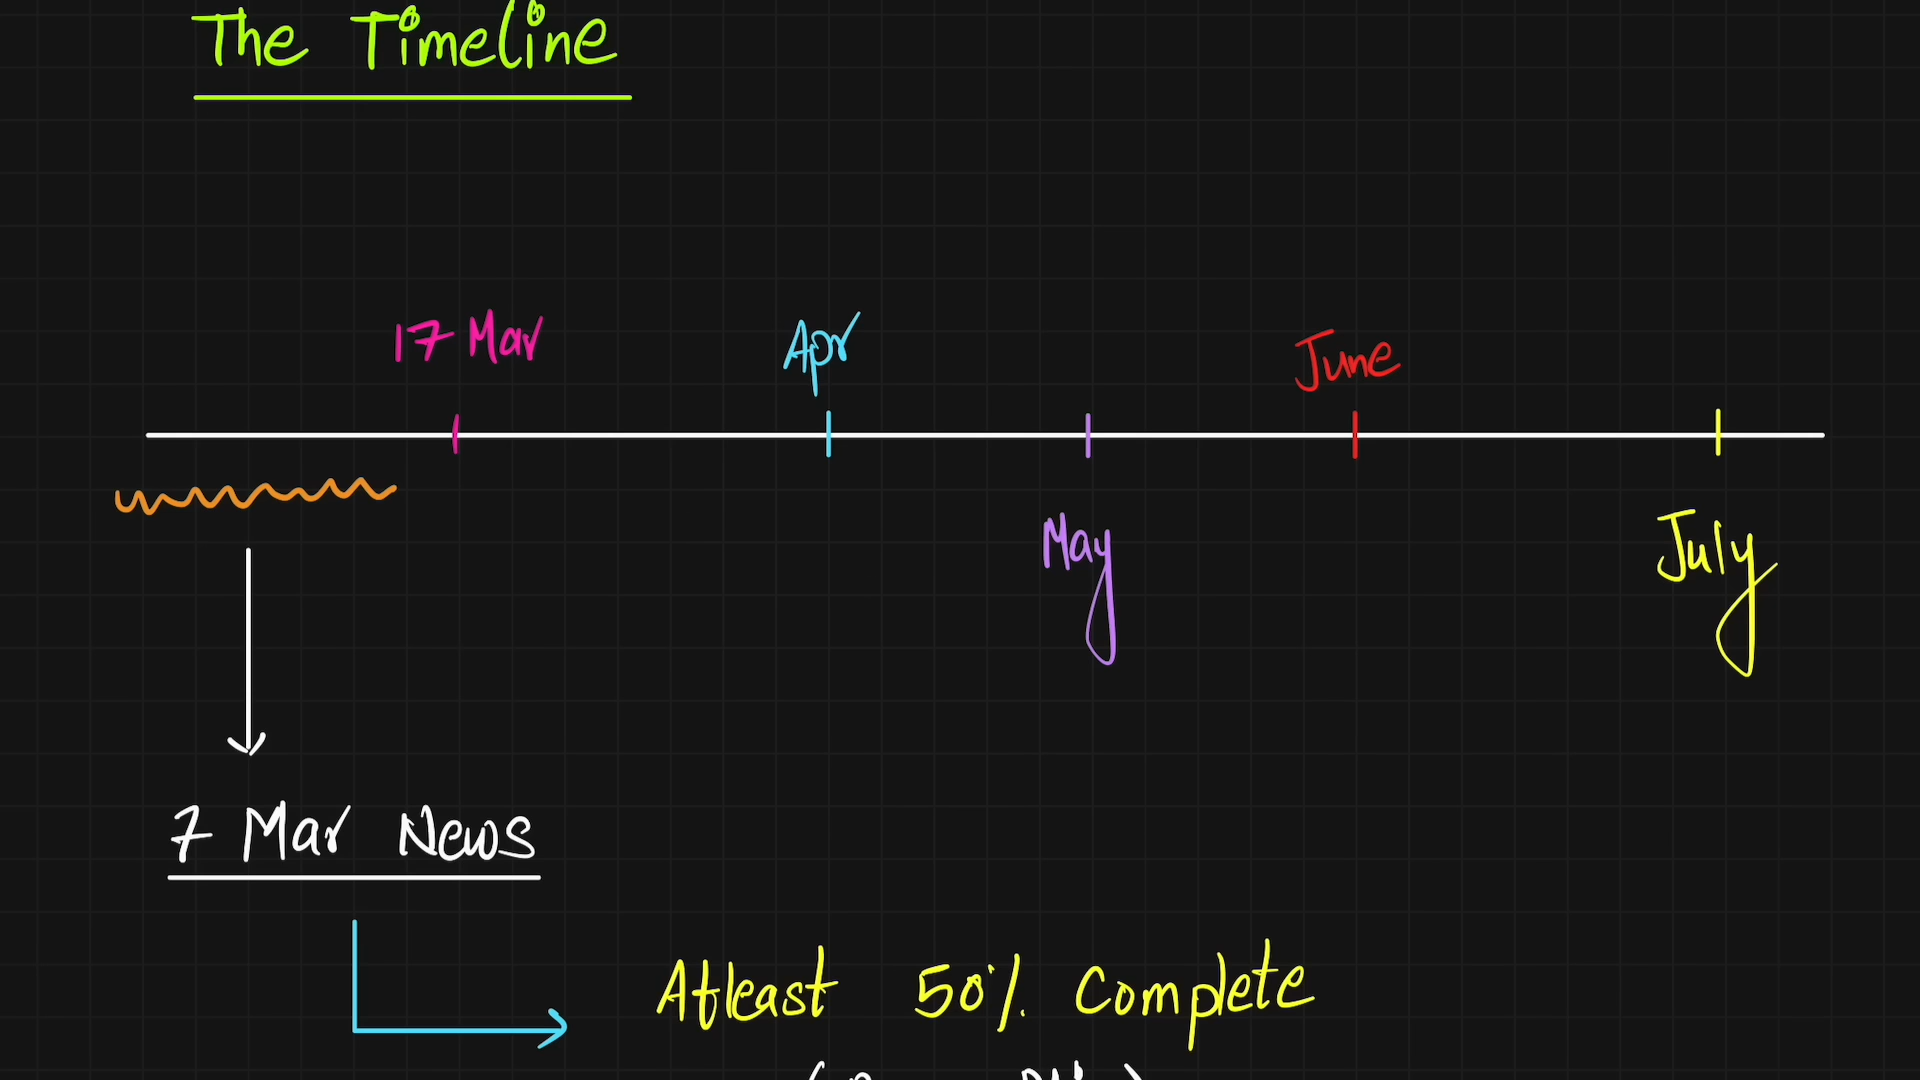 The Timeline
17 Mar
Apr
June
May
July
7 Mar News
Atleast 50% Complete